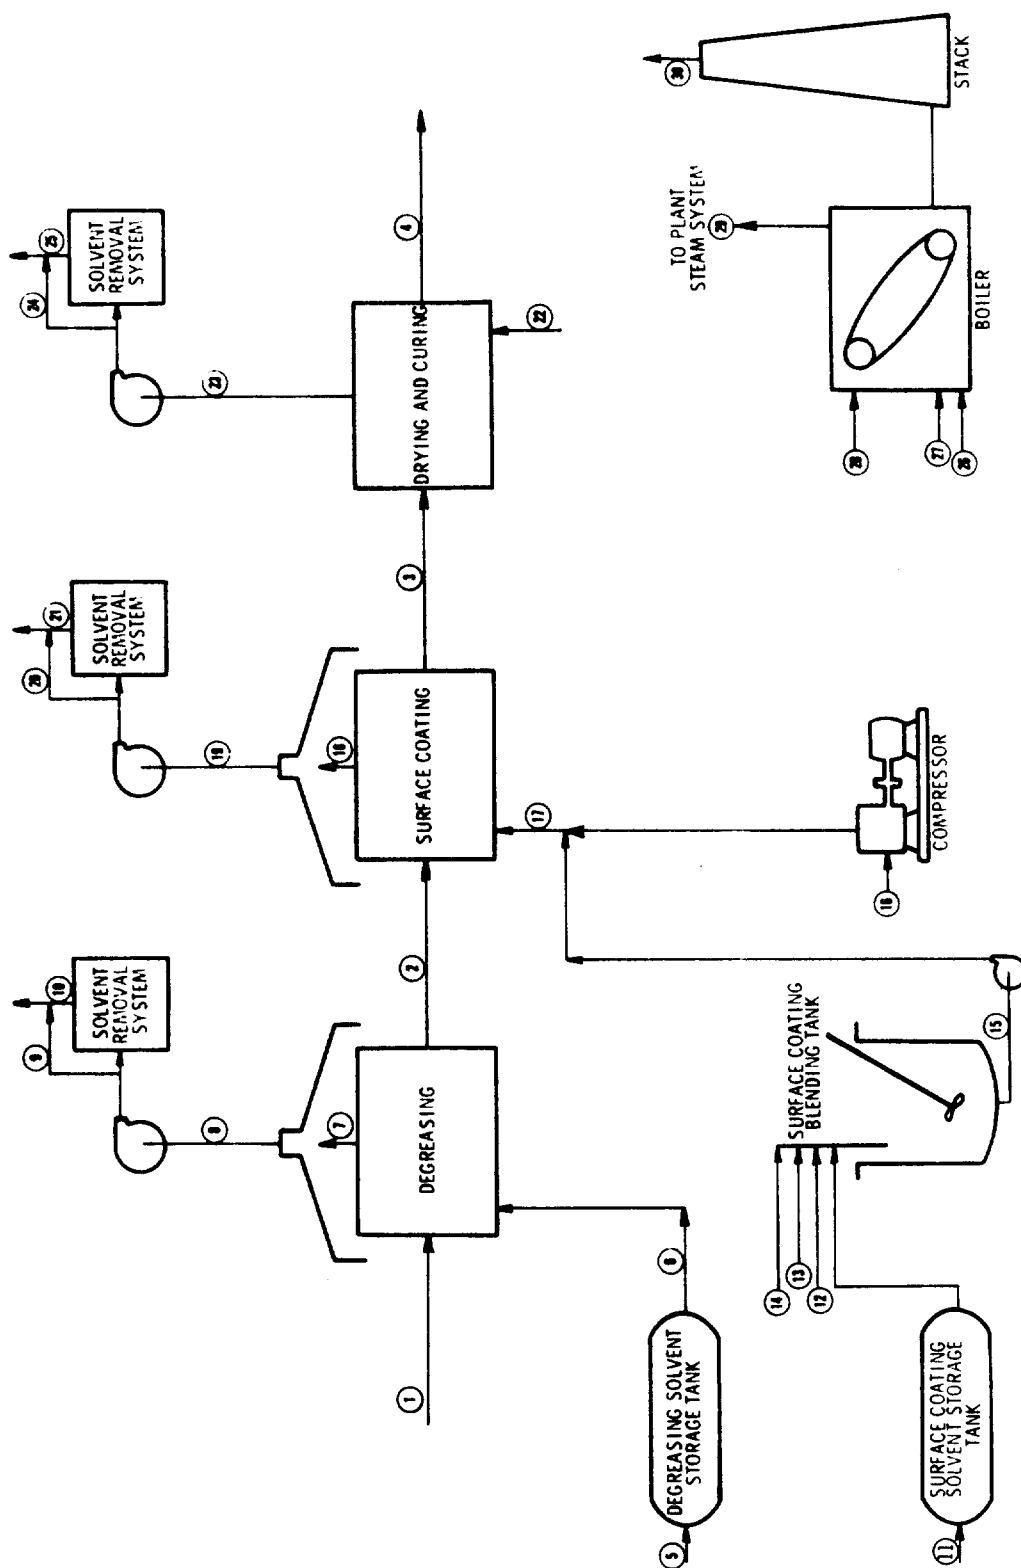 9
10
SOLVENT
REMOVAL
SYSTEM
20
21
SOLVENT
REMOVAL
SYSTEM
24
25
SOLVENT
REMOVAL
SYSTEM
8
19
23
7
18
1
DEGREASING
2
SURFACE COATING
3
DRYING AND CURING
4
17
22
5
DEGREASING SOLVENT
STORAGE TANK
6
14
13
12
SURFACE COATING
BLENDING TANK
15
11
SURFACE COATING
SOLVENT STORAGE
TANK
16
COMPRESSOR
TO PLANT
STEAM SYSTEM
29
30
28
27
26
BOILER
STACK